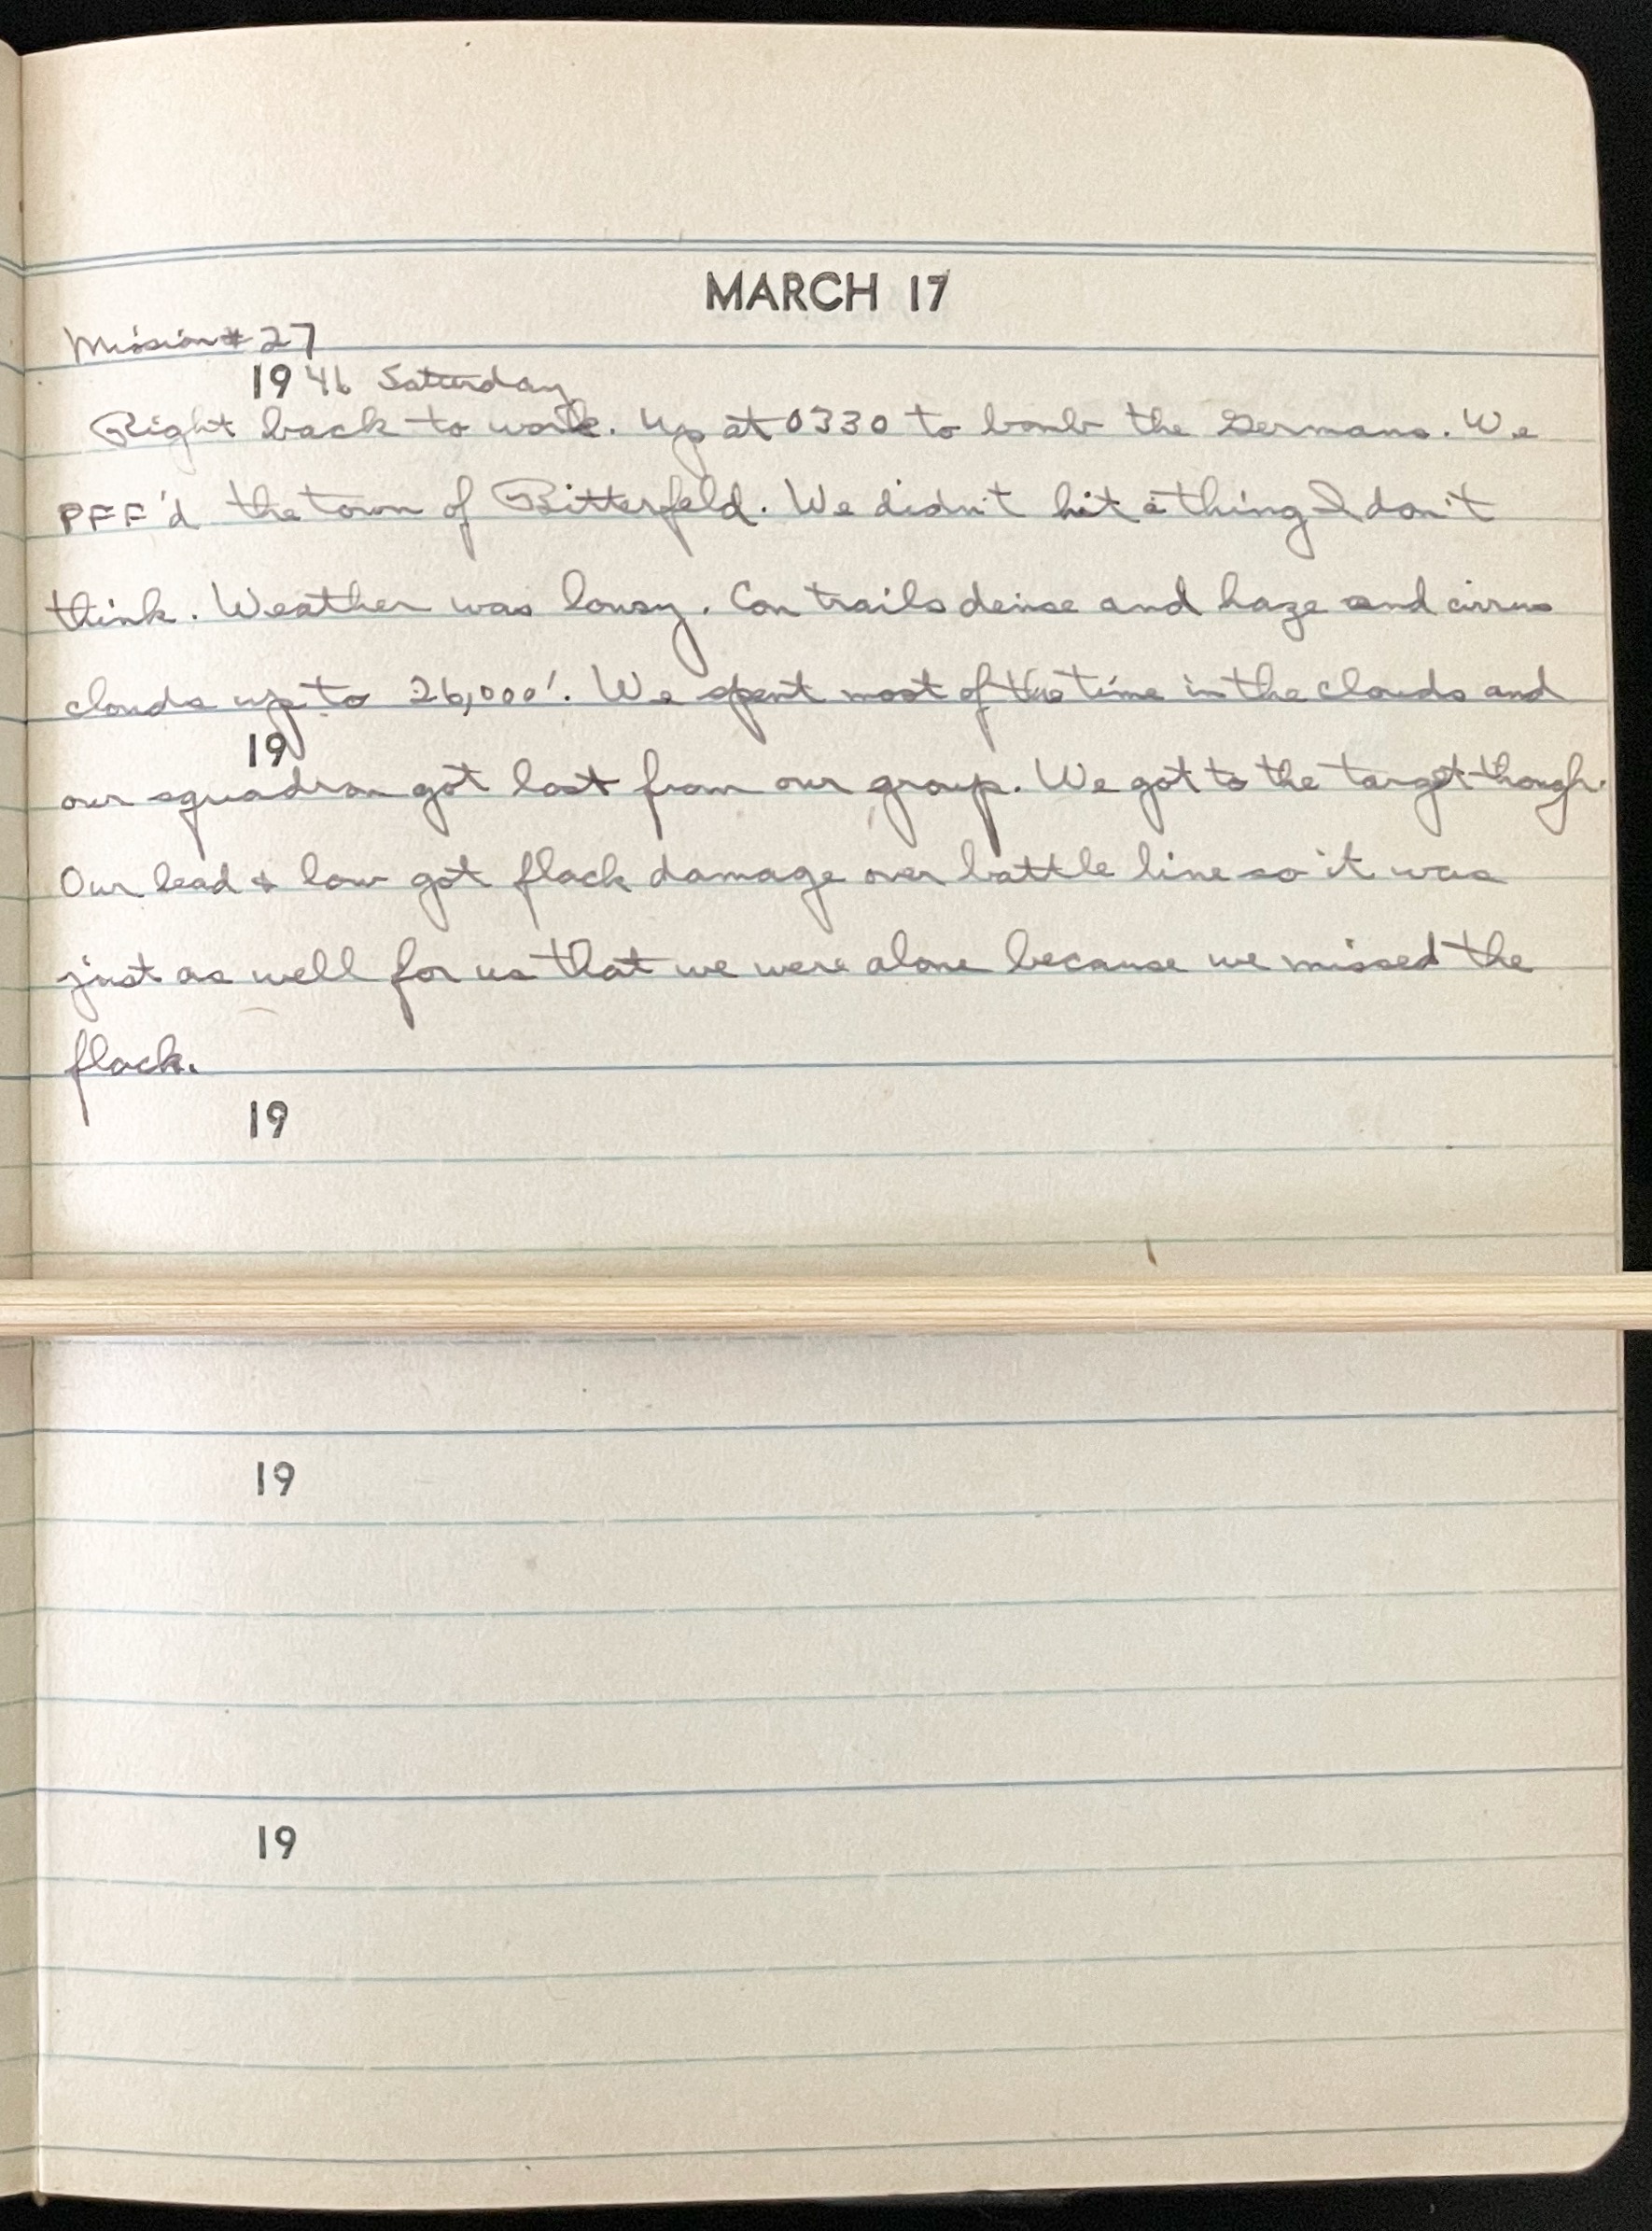 MARCH 17
Mission # 27
1946 Saturday
Right back to work. Up at 0330 to bomb the Germans. We
PFF'd the town of Bitterfeld. We didn't hit a thing I don't
think. Weather was lousy. Con trails dense and haze and cirrus
clouds up to 26,000'. We spent most of the time in the clouds and
19
our squadron got lost from our group. We got to the target though.
Our lead & low got flack damage over battle line so it was
just as well for us that we were alone because we missed the
flack.
19
19
19